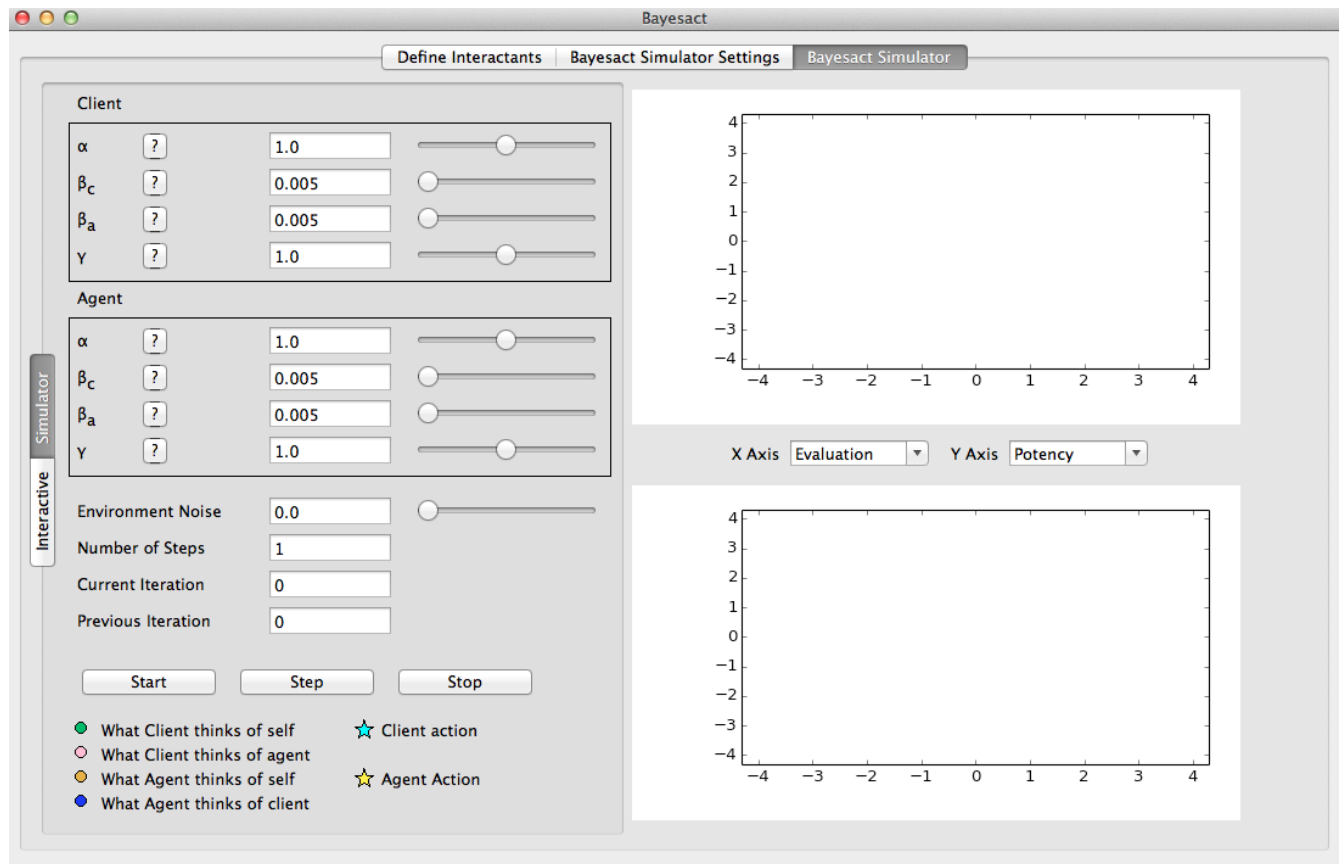 Bayesact
Define Interactants Bayesact Simulator Settings Bayesact Simulator
Simulator
Interactive
Client
α ? 1.0
βc ? 0.005
βa ? 0.005
γ ? 1.0
Agent
α ? 1.0
βc ? 0.005
βa ? 0.005
γ ? 1.0
Environment Noise 0.0
Number of Steps 1
Current Iteration 0
Previous Iteration 0
Start Step Stop
What Client thinks of self Client action
What Client thinks of agent
What Agent thinks of self Agent Action
What Agent thinks of client
4
3
2
1
0
−1
−2
−3
−4
−4 −3 −2 −1 0 1 2 3 4
X Axis Evaluation Y Axis Potency
4
3
2
1
0
−1
−2
−3
−4
−4 −3 −2 −1 0 1 2 3 4